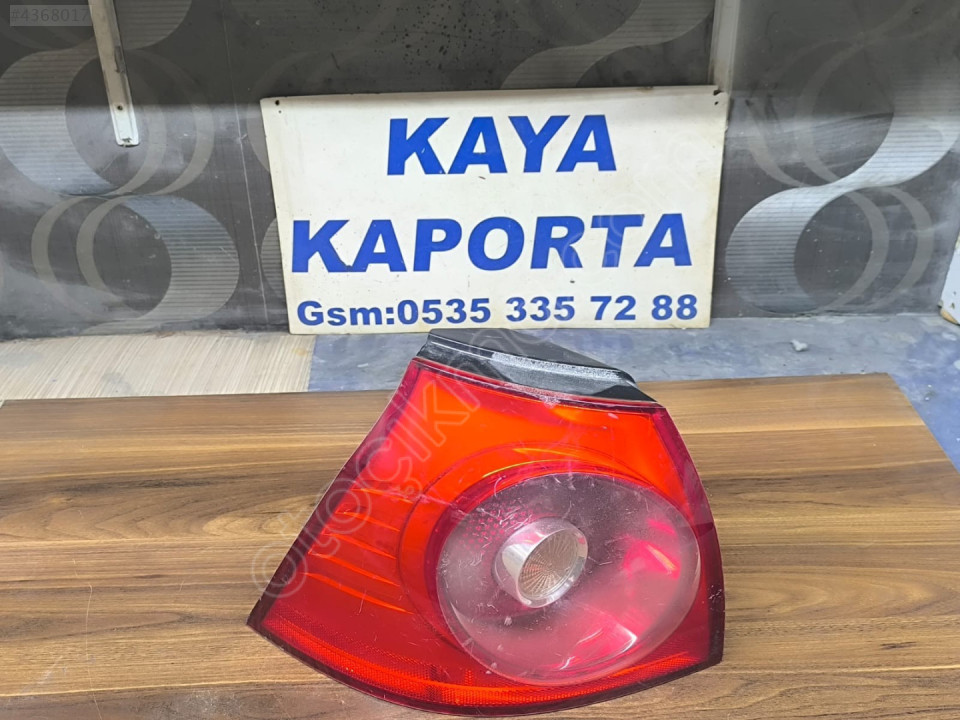 #4368017
KAYA
KAPORTA
Gsm:0535 335 72 88